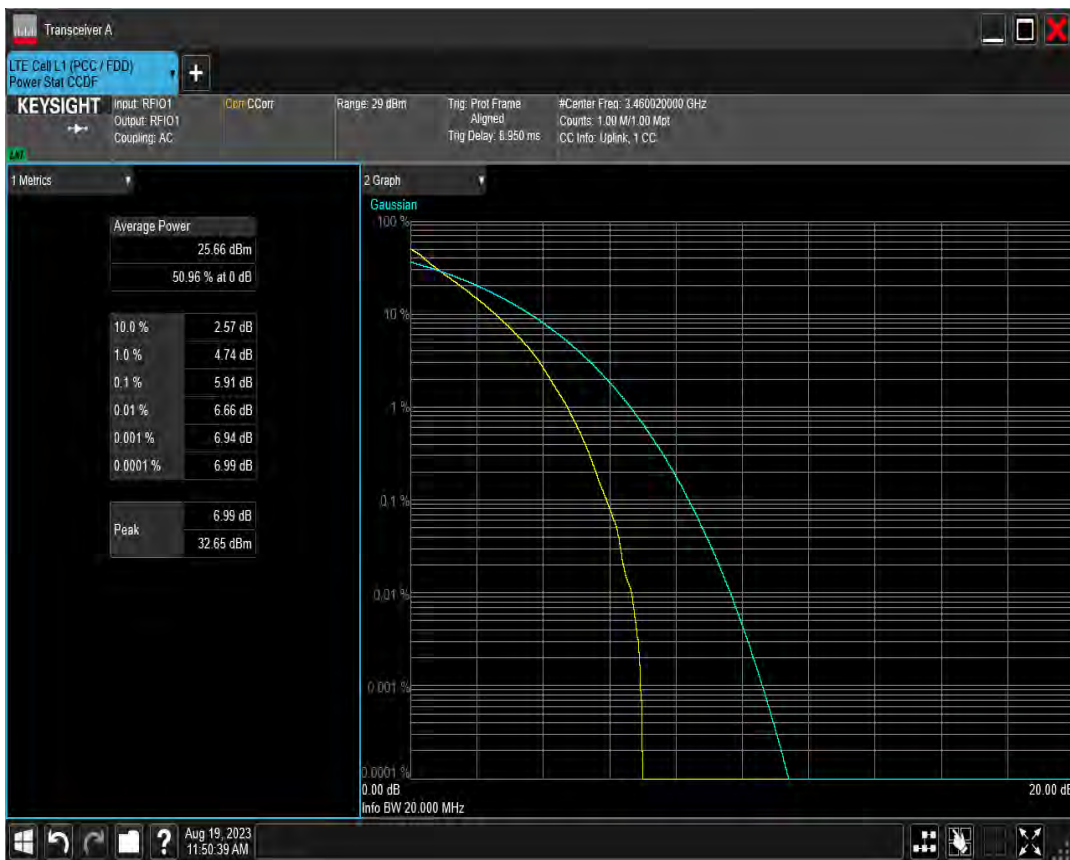 Transceiver A
LTE Cell L1 (PCC / FDD)
Power Stat CCDF
KEYSIGHT
Input: RFIO1
Output: RFIO1
Coupling: AC
Corr CCorr
Range: 29 dBm
Trig: Prot Frame
Aligned
Trig Delay: 6.950 ms
#Center Freq: 3.460020000 GHz
Counts: 1.00 M/1.00 Mpt
CC Info: Uplink, 1 CC
1 Metrics
Average Power
25.66 dBm
50.96 % at 0 dB
10.0 % 2.57 dB
1.0 % 4.74 dB
0.1 % 5.91 dB
0.01 % 6.66 dB
0.001 % 6.94 dB
0.0001 % 6.99 dB
Peak
6.99 dB
32.65 dBm
2 Graph
Gaussian
100 %
10 %
1 %
0.1 %
0.01 %
0.001 %
0.0001 %
0.00 dB
20.00 dB
Info BW 20.000 MHz
Aug 19, 2023
11:50:39 AM